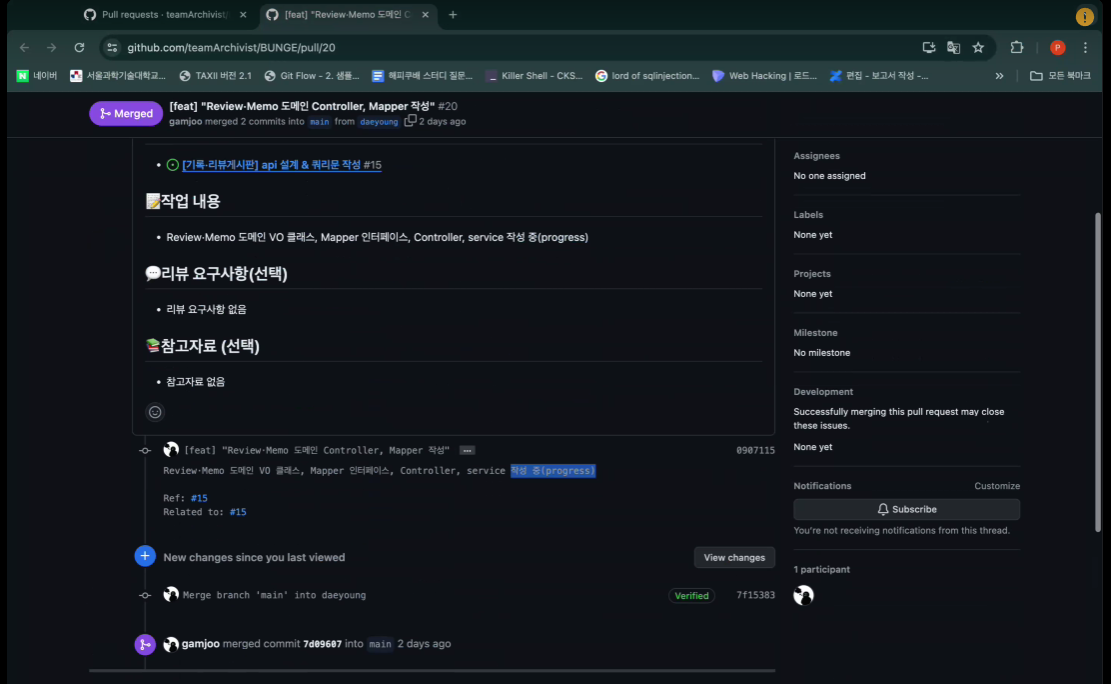 Pull requests · teamArchivist/
[feat] "Review-Memo 도메인 C
github.com/teamArchivist/BUNGE/pull/20
네이버
서울과학기술대학교...
TAXII 버전 2.1
Git Flow - 2. 샘플...
해피쿠배 스터디 질문...
Killer Shell - CKS...
lord of sqlinjection...
Web Hacking | 로드...
편집 - 보고서 작성 -...
모든 북마크
Merged
[feat] "Review-Memo 도메인 Controller, Mapper 작성" #20
gamjoo merged 2 commits into main from daeyoung 2 days ago
[기록-리뷰게시판] api 설계 & 쿼리문 작성 #15
작업 내용
Review-Memo 도메인 VO 클래스, Mapper 인터페이스, Controller, service 작성 중(progress)
리뷰 요구사항(선택)
리뷰 요구사항 없음
참고자료 (선택)
참고자료 없음
[feat] "Review-Memo 도메인 Controller, Mapper 작성" ...
0907115
Review-Memo 도메인 VO 클래스, Mapper 인터페이스, Controller, service 작성 중(progress)
Ref: #15
Related to: #15
New changes since you last viewed
View changes
Merge branch 'main' into daeyoung
Verified
7f15383
gamjoo merged commit 7d09607 into main 2 days ago
Assignees
No one assigned
Labels
None yet
Projects
None yet
Milestone
No milestone
Development
Successfully merging this pull request may close
these issues.
None yet
Notifications
Customize
Subscribe
You're not receiving notifications from this thread.
1 participant